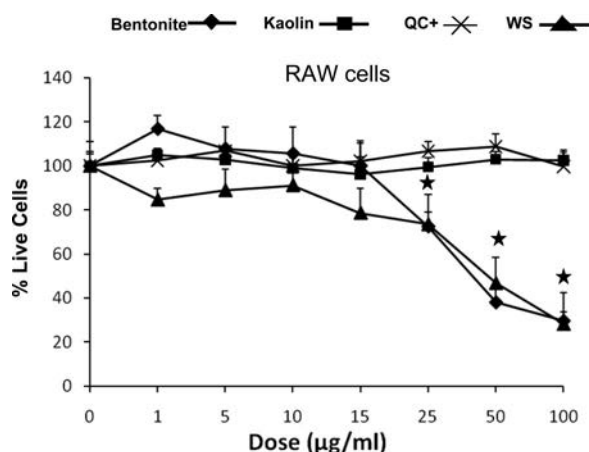 Bentonite Kaolin QC+ WS
RAW cells
140
120
100
80
60
40
20
0
% Live Cells
0 1 5 10 15 25 50 100
Dose (µg/ml)